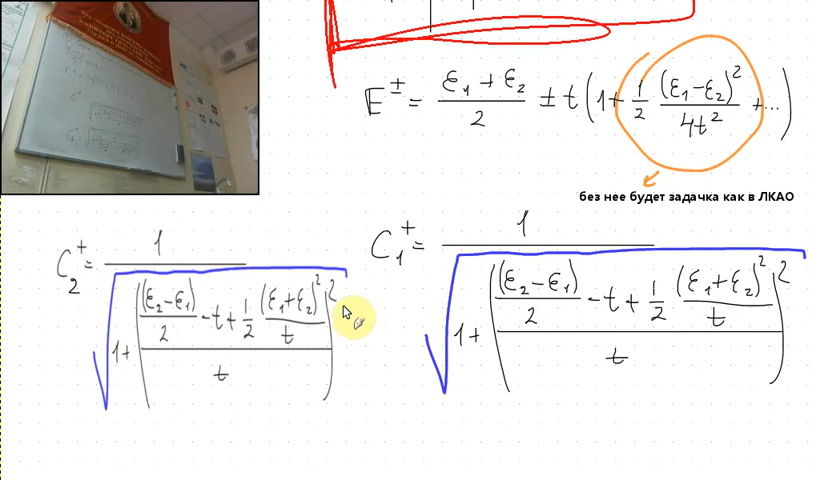 E^± = (ε₁ + ε₂)/2 ± t (1 + 1/2 (ε₁ − ε₂)²/4t² + ...)
без нее будет задачка как в ЛКАО
C₂⁺ = 1/√(1 + (((ε₂ − ε₁)/2 − t + 1/2 (ε₁ + ε₂)²/t)/t)²)
C₁⁺ = 1/√(1 + (((ε₂ − ε₁)/2 − t + 1/2 (ε₁ + ε₂)²/t)/t)²)